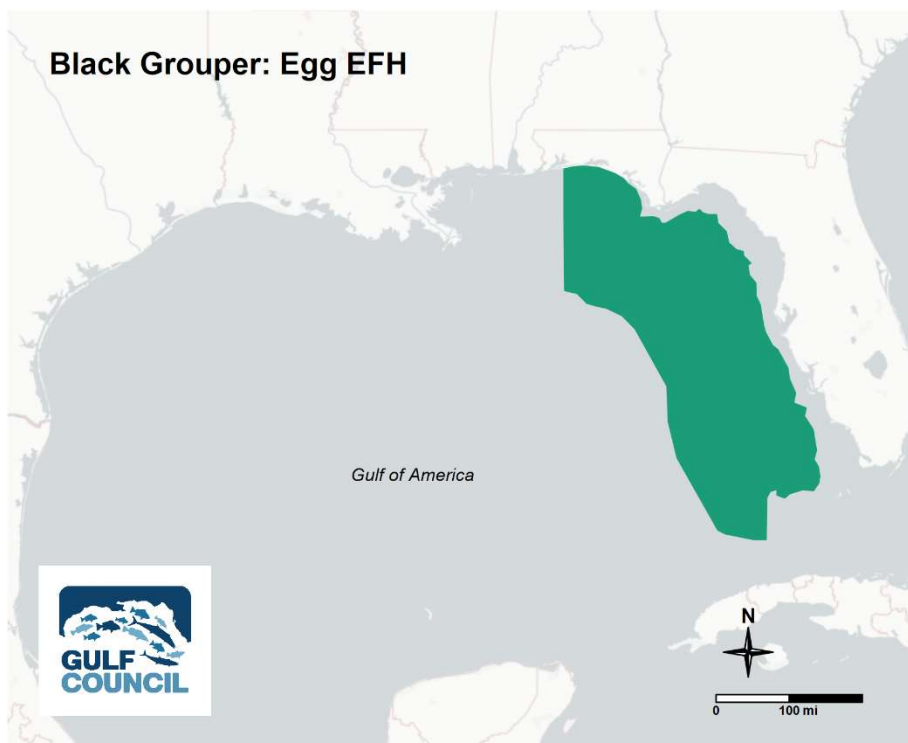 Black Grouper: Egg EFH
Gulf of America
GULF
COUNCIL
N
0 100 mi